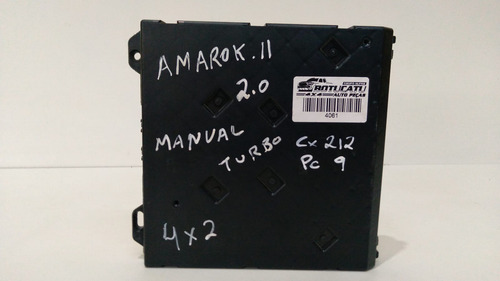 AMAROK.11
2.0
MANUAL
TURBO
4x2
BOTUCATU
4x4 AUTO PEÇAS
4061
Cx 212
Pc 9